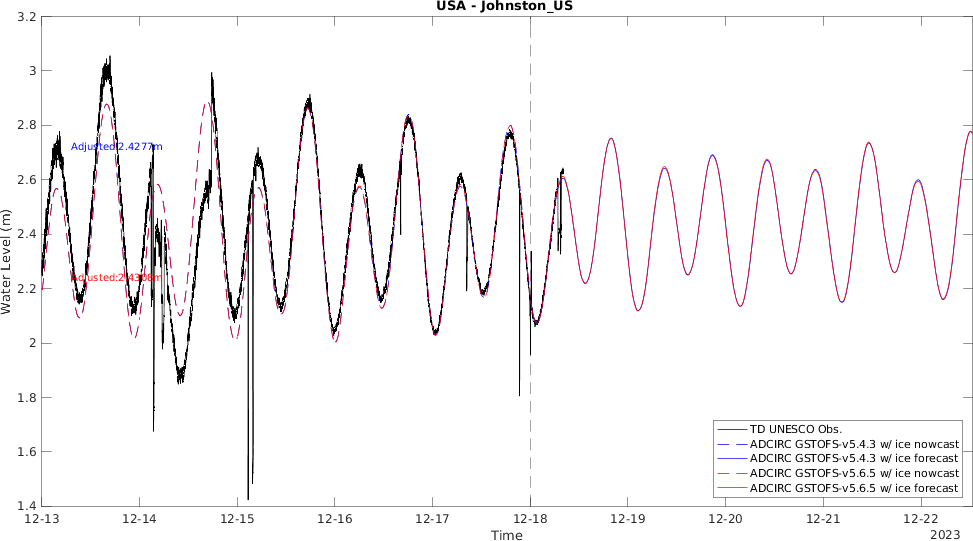 USA - Johnston_US
3.2
3
2.8
2.6
2.4
2.2
2
1.8
1.6
1.4
Water Level (m)
Adjusted:2.4277m
Adjusted:2.4308m
TD UNESCO Obs.
ADCIRC GSTOFS-v5.4.3 w/ ice nowcast
ADCIRC GSTOFS-v5.4.3 w/ ice forecast
ADCIRC GSTOFS-v5.6.5 w/ ice nowcast
ADCIRC GSTOFS-v5.6.5 w/ ice forecast
12-13 12-14 12-15 12-16 12-17 12-18 12-19 12-20 12-21 12-22
Time
2023